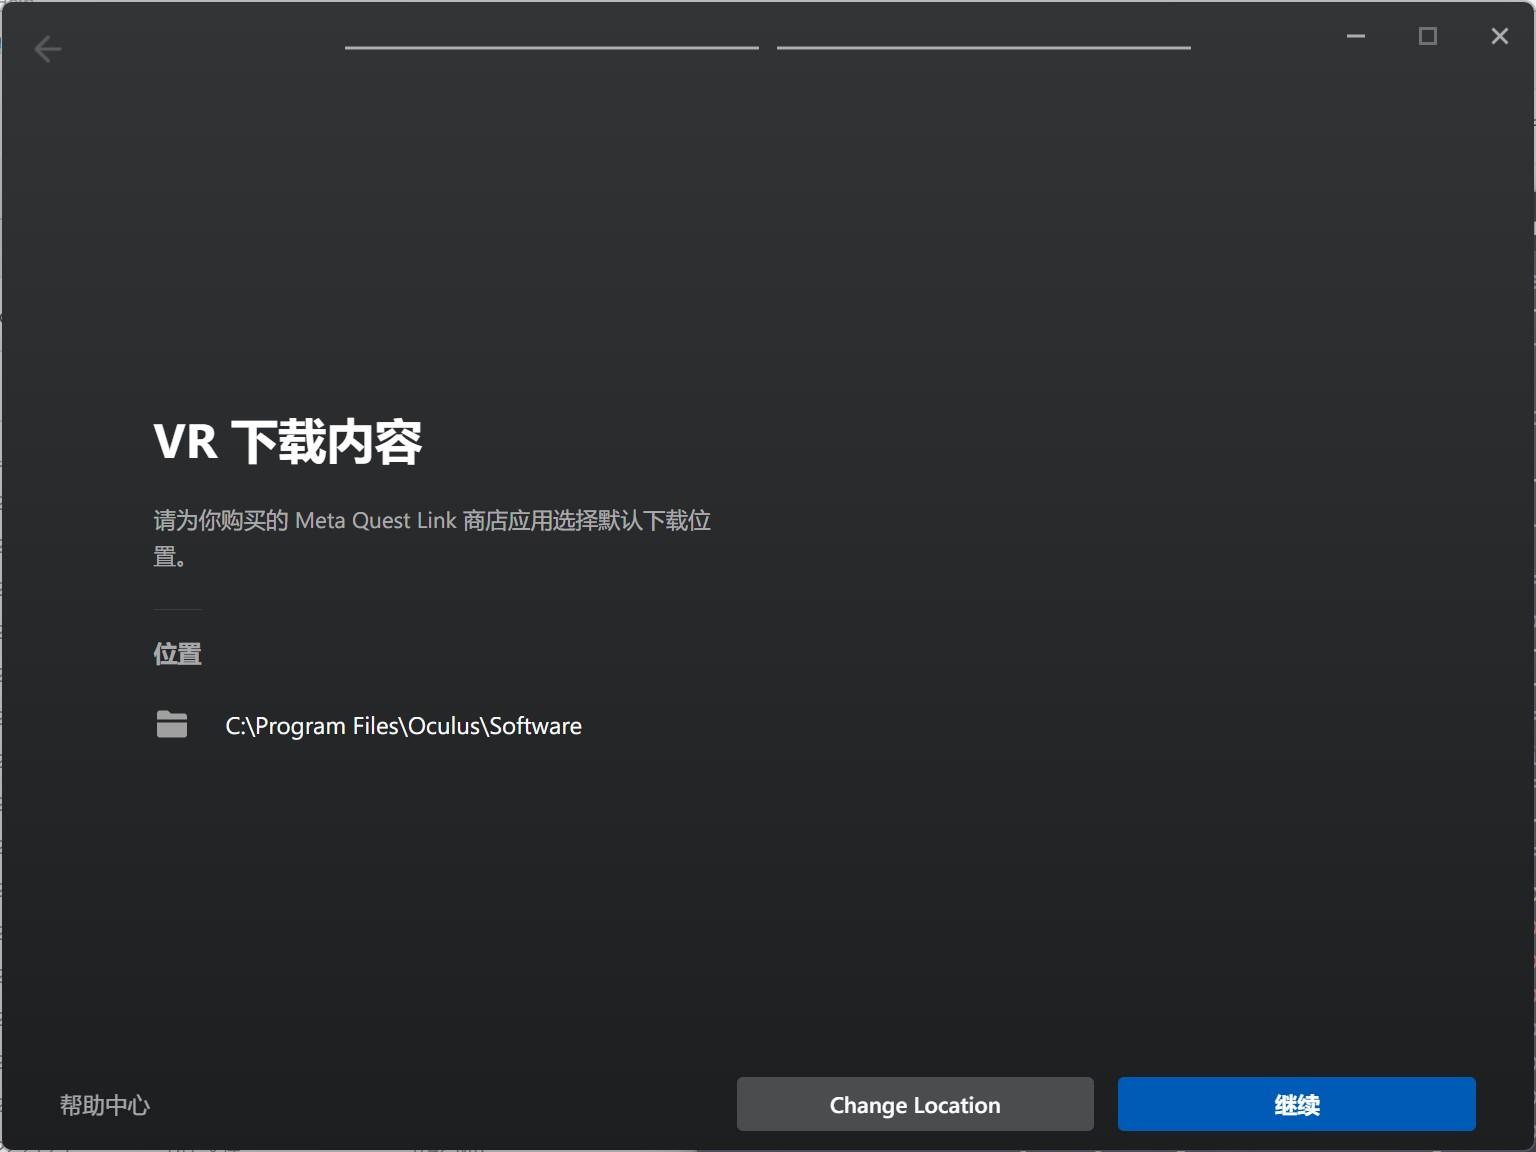 VR 下载内容
请为你购买的 Meta Quest Link 商店应用选择默认下载位
置。
位置
C:\Program Files\Oculus\Software
帮助中心
Change Location
继续